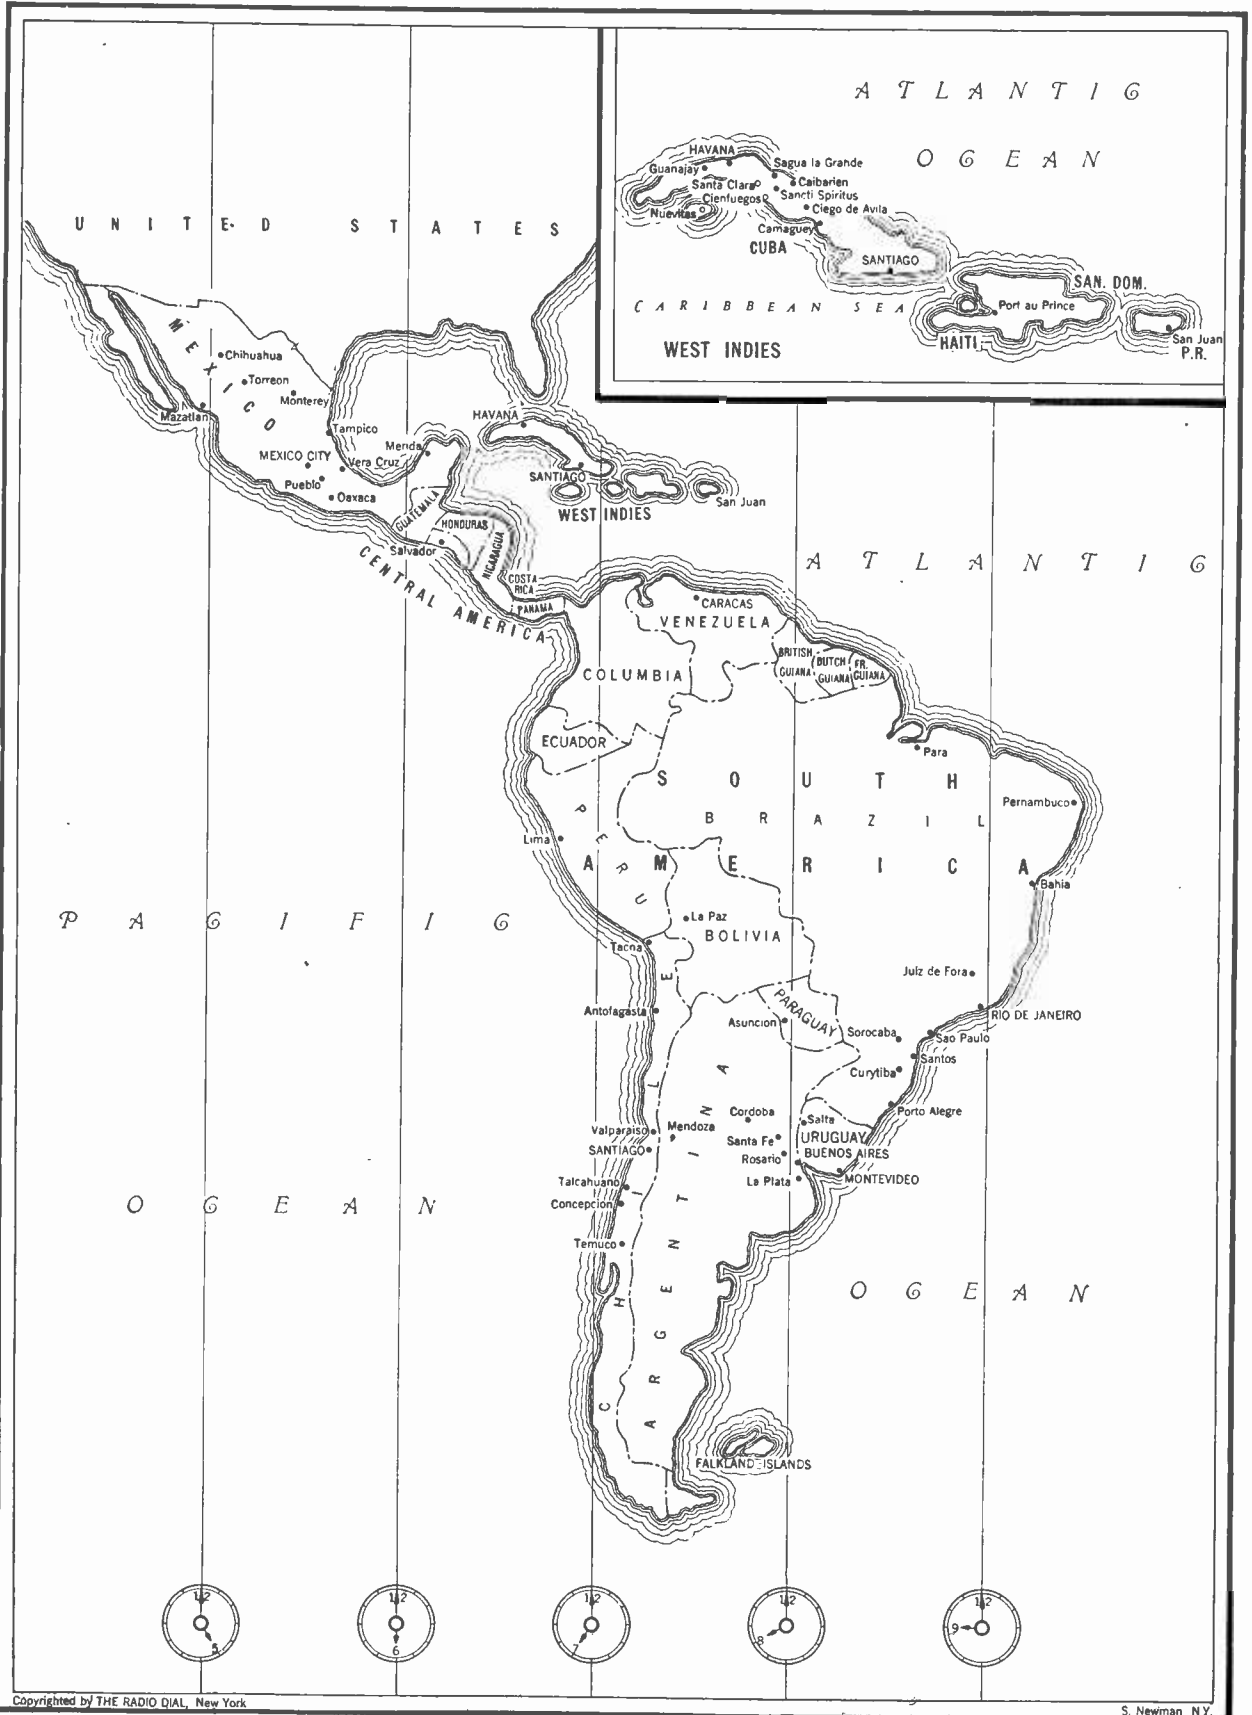 ATLANTIC
OCEAN
HAVANA
Guanajay
Sagua la Grande
Santa Clara
Caibarien
Cienfuegos
Sancti Spiritus
Nuevitas
Ciego de Avila
Camaguey
CUBA
SANTIAGO
SAN. DOM.
CARIBBEAN SEA
Port au Prince
WEST INDIES
HAITI
San Juan
P.R.
UNITED STATES
MEXICO
Chihuahua
Torreon
Monterey
Mazatlan
Tampico
HAVANA
MEXICO CITY
Vera Cruz
Merida
Pueblo
Oaxaca
SANTIAGO
San Juan
WEST INDIES
GUATEMALA
HONDURAS
Salvador
NICARAGUA
COSTA
RICA
PANAMA
CENTRAL AMERICA
ATLANTIC
CARACAS
VENEZUELA
COLUMBIA
BRITISH
GUIANA
DUTCH
GUIANA
FR.
GUIANA
ECUADOR
Para
SOUTH
Pernambuco
BRAZIL
PERU
Lima
AMERICA
Bahia
PACIFIC
La Paz
BOLIVIA
Tacna
Juiz de Fora
Antofagasta
PARAGUAY
Asuncion
RIO DE JANEIRO
Sorocaba
Sao Paulo
Santos
Curytiba
Porto Alegre
Cordoba
Salta
Valparaiso
Mendoza
Santa Fe
URUGUAY
SANTIAGO
Rosario
BUENOS AIRES
Talcahuano
La Plata
MONTEVIDEO
Concepcion
OCEAN
Temuco
CHILE
ARGENTINA
OCEAN
FALKLAND ISLANDS
12 12 12 12 12
5 6 7 8 9
Copyrighted by THE RADIO DIAL, New York
S. Newman N.Y.